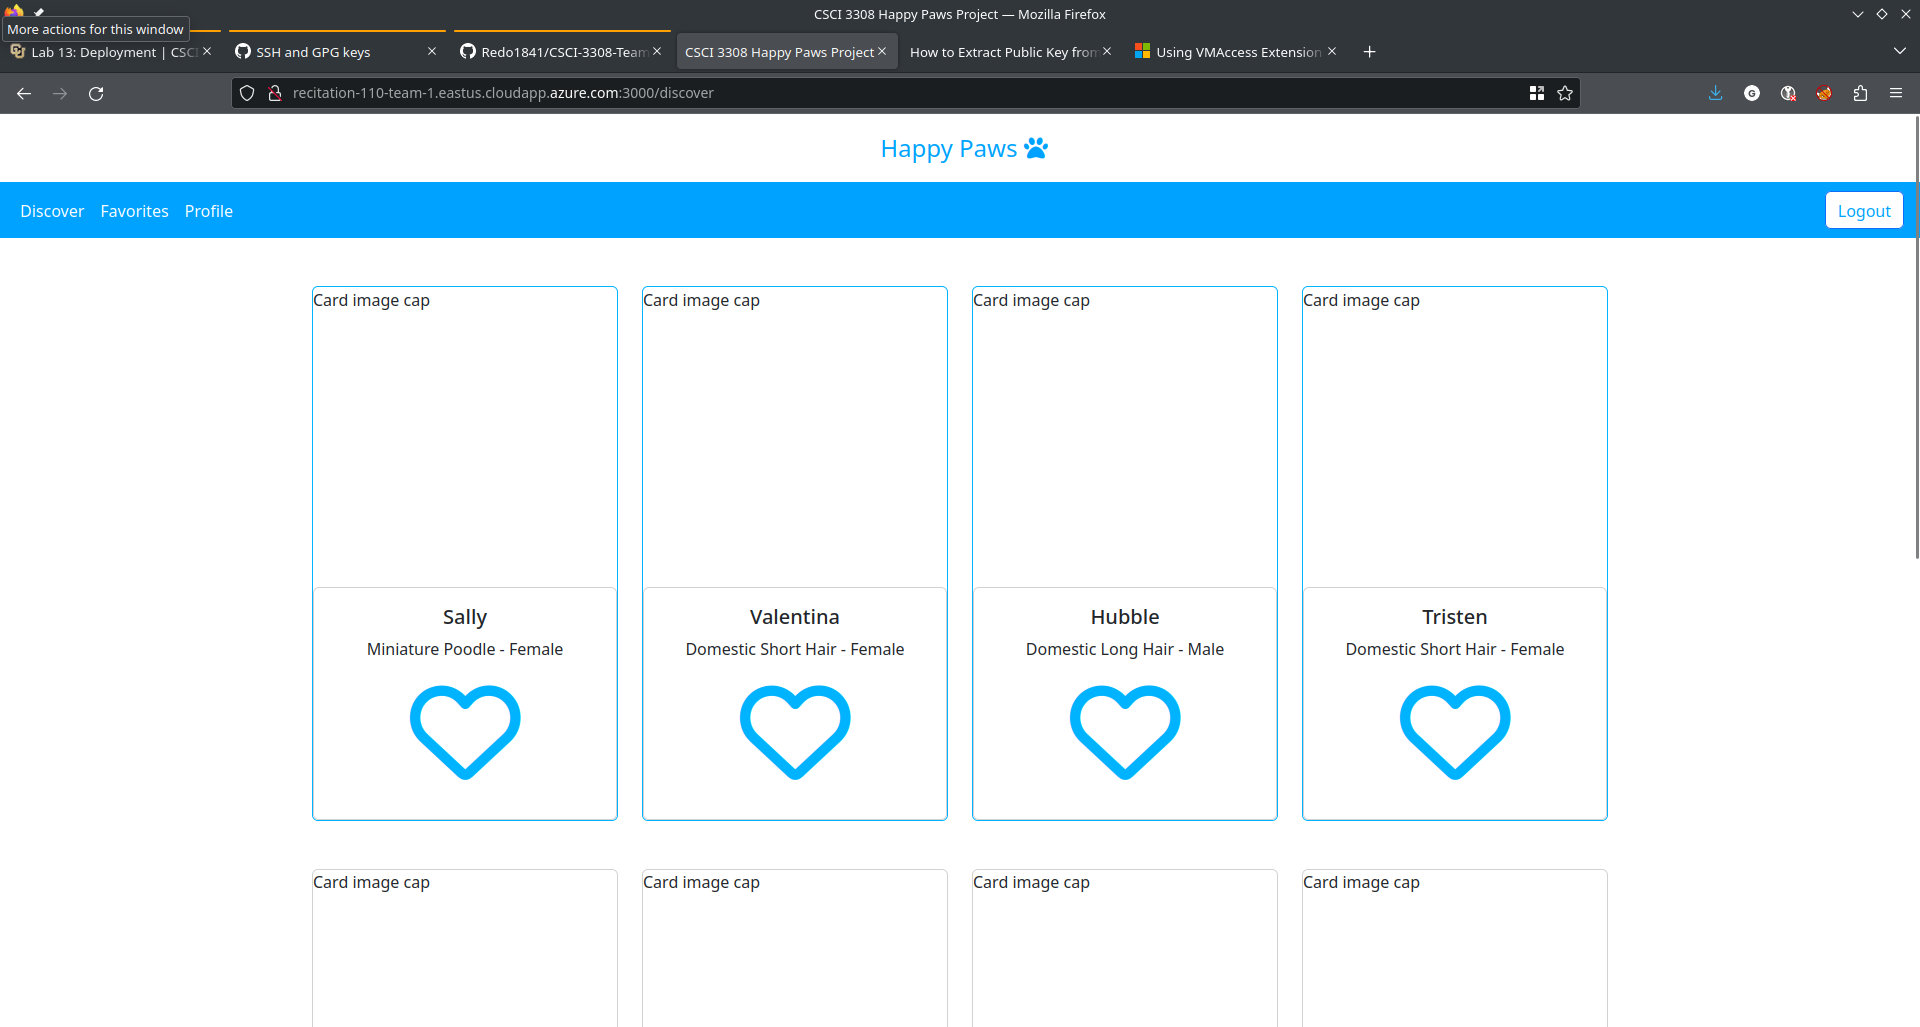 CSCI 3308 Happy Paws Project — Mozilla Firefox
More actions for this window
Lab 13: Deployment | CSCI
SSH and GPG keys
Redo1841/CSCI-3308-Team
CSCI 3308 Happy Paws Project
How to Extract Public Key from
Using VMAccess Extension
recitation-110-team-1.eastus.cloudapp.azure.com:3000/discover
G
Happy Paws
Discover Favorites Profile Logout
Card image cap Card image cap Card image cap Card image cap
Sally Valentina Hubble Tristen
Miniature Poodle - Female Domestic Short Hair - Female Domestic Long Hair - Male Domestic Short Hair - Female
Card image cap Card image cap Card image cap Card image cap